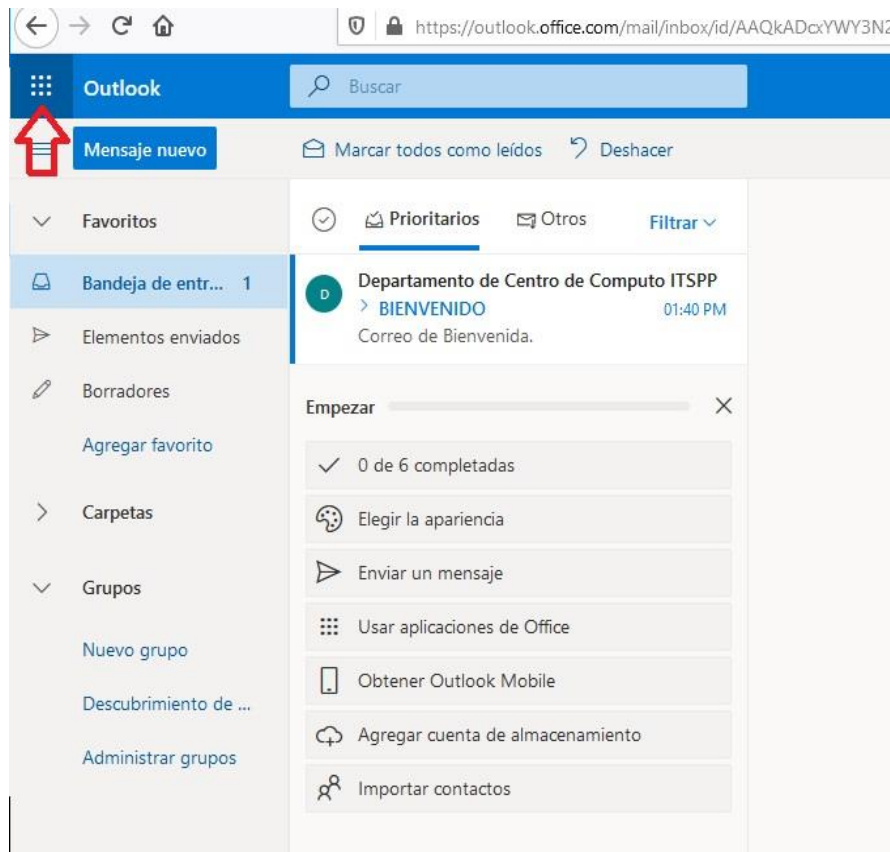 https://outlook.office.com/mail/inbox/id/AAQkADcxYWY3N2
Outlook
Buscar
Mensaje nuevo
Marcar todos como leídos
Deshacer
Favoritos
Bandeja de entr... 1
Elementos enviados
Borradores
Agregar favorito
Carpetas
Grupos
Nuevo grupo
Descubrimiento de ...
Administrar grupos
Prioritarios
Otros
Filtrar
D
Departamento de Centro de Computo ITSPP
> BIENVENIDO 01:40 PM
Correo de Bienvenida.
Empezar
0 de 6 completadas
Elegir la apariencia
Enviar un mensaje
Usar aplicaciones de Office
Obtener Outlook Mobile
Agregar cuenta de almacenamiento
Importar contactos